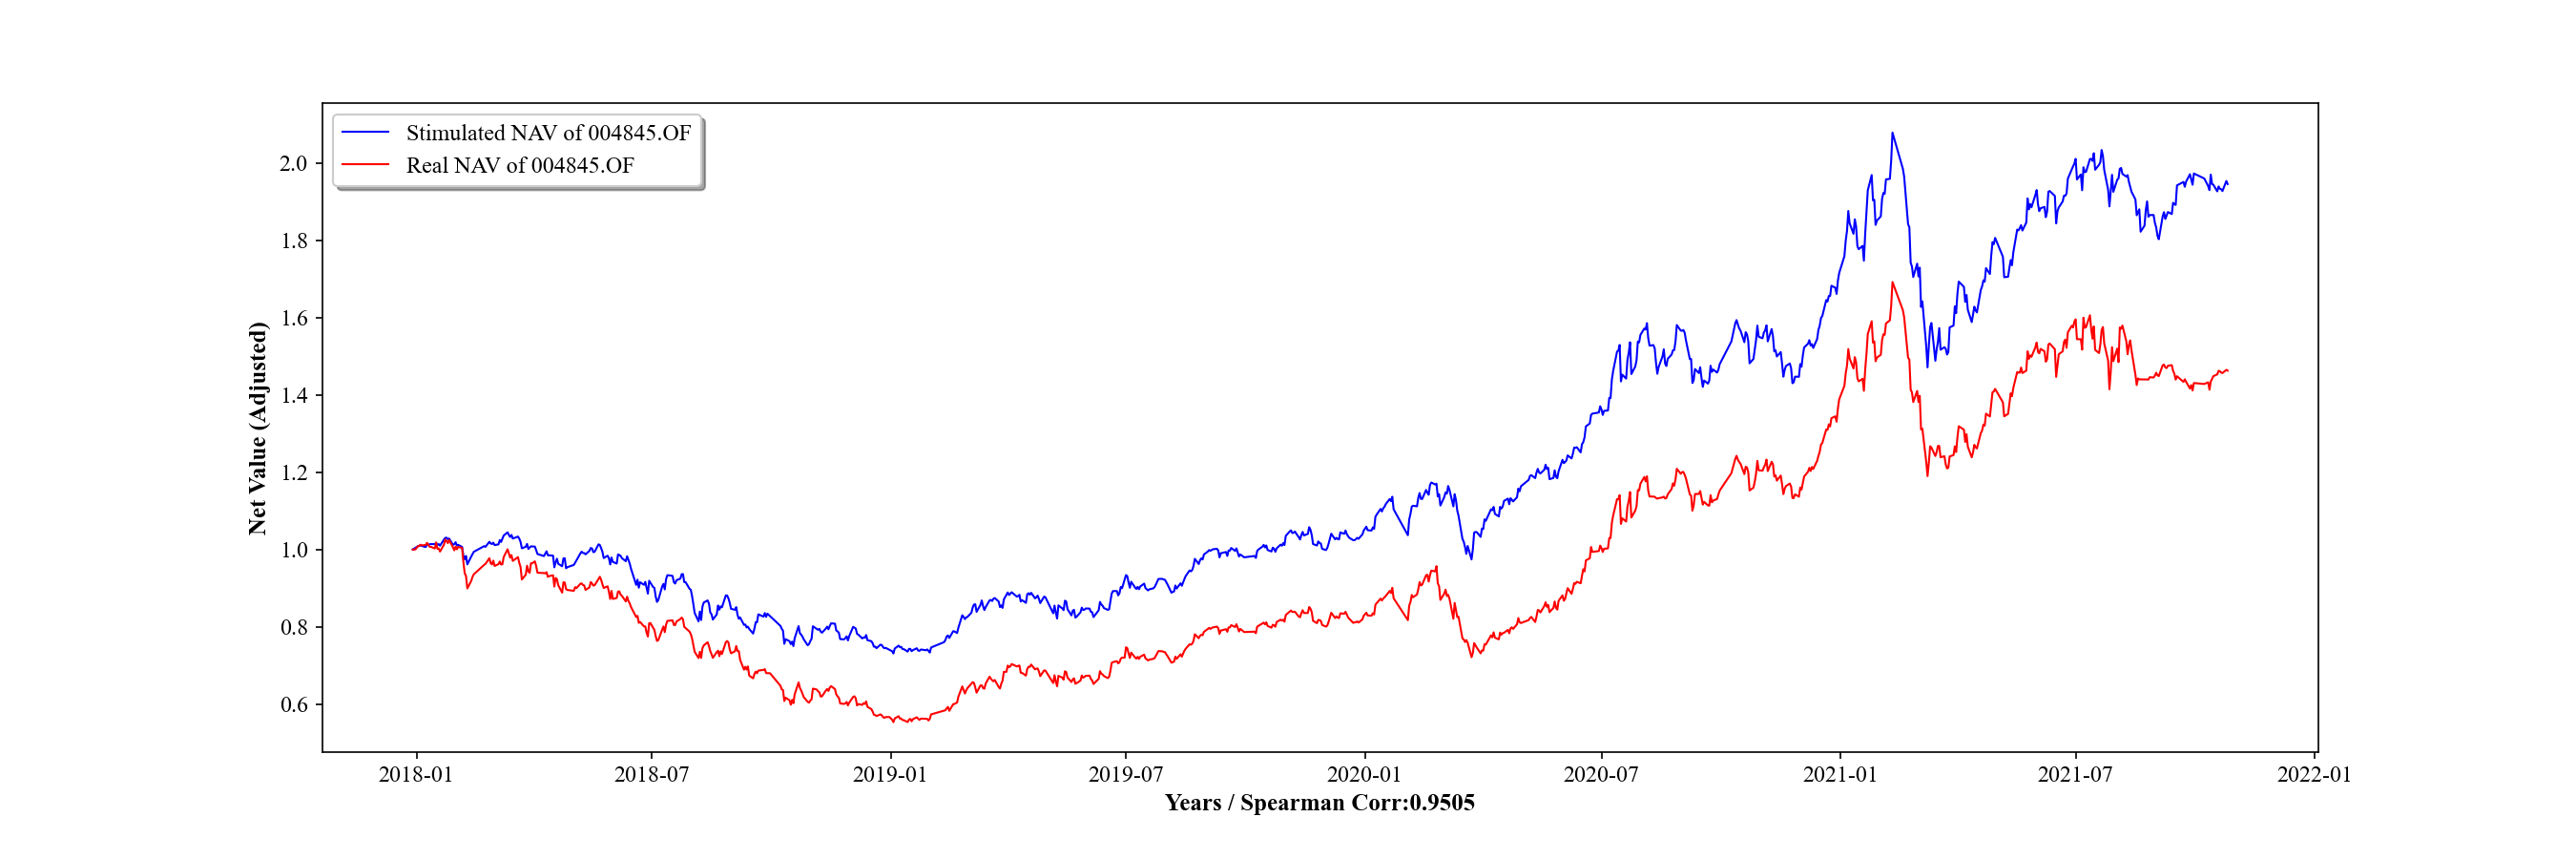 Stimulated NAV of 004845.OF
Real NAV of 004845.OF
Net Value (Adjusted)
2.0
1.8
1.6
1.4
1.2
1.0
0.8
0.6
2018-01 2018-07 2019-01 2019-07 2020-01 2020-07 2021-01 2021-07 2022-01
Years / Spearman Corr:0.9505